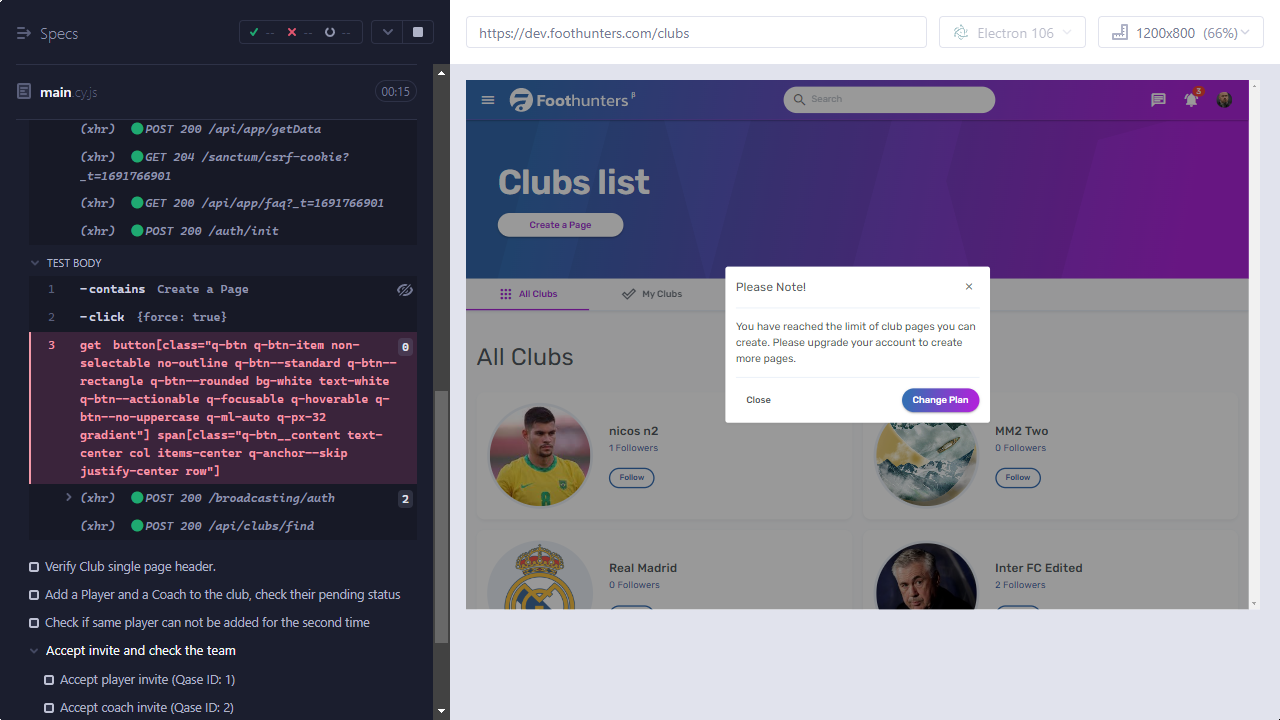 Specs
--
--
--
main.cy.js
00:15
(xhr) POST 200 /api/app/getData
(xhr) GET 204 /sanctum/csrf-cookie?
_t=1691766901
(xhr) GET 200 /api/app/faq?_t=1691766901
(xhr) POST 200 /auth/init
TEST BODY
1 -contains Create a Page
2 -click {force: true}
3 get button[class="q-btn q-btn-item non-
selectable no-outline q-btn--standard q-btn--
rectangle q-btn--rounded bg-white text-white
q-btn--actionable q-focusable q-hoverable q-
btn--no-uppercase q-ml-auto q-px-32
gradient"] span[class="q-btn__content text-
center col items-center q-anchor--skip
justify-center row"]
0
(xhr) POST 200 /broadcasting/auth
2
(xhr) POST 200 /api/clubs/find
Verify Club single page header.
Add a Player and a Coach to the club, check their pending status
Check if same player can not be added for the second time
Accept invite and check the team
Accept player invite (Qase ID: 1)
Accept coach invite (Qase ID: 2)
https://dev.foothunters.com/clubs
Electron 106
1200x800 (66%)
Foothunters β
Search
3
Clubs list
Create a Page
All Clubs
My Clubs
Please Note!
×
You have reached the limit of club pages you can
create. Please upgrade your account to create
more pages.
Close
Change Plan
All Clubs
nicos n2
1 Followers
Follow
MM2 Two
0 Followers
Follow
Real Madrid
0 Followers
Inter FC Edited
2 Followers